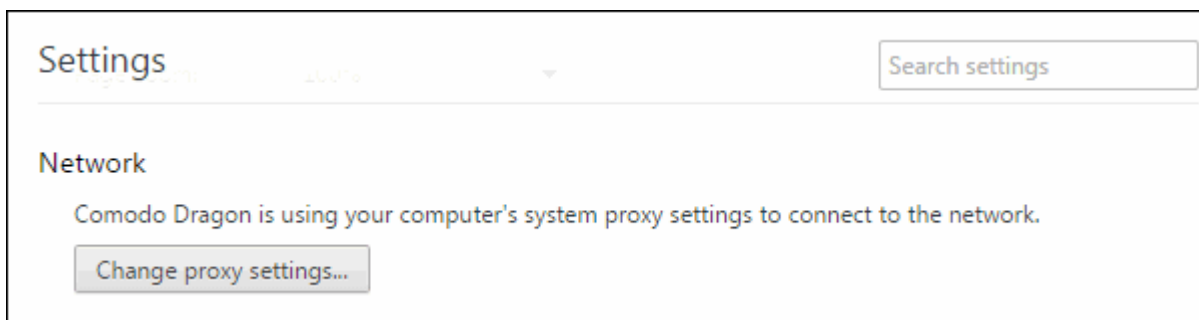 Settings
Search settings
Network
Comodo Dragon is using your computer's system proxy settings to connect to the network.
Change proxy settings...